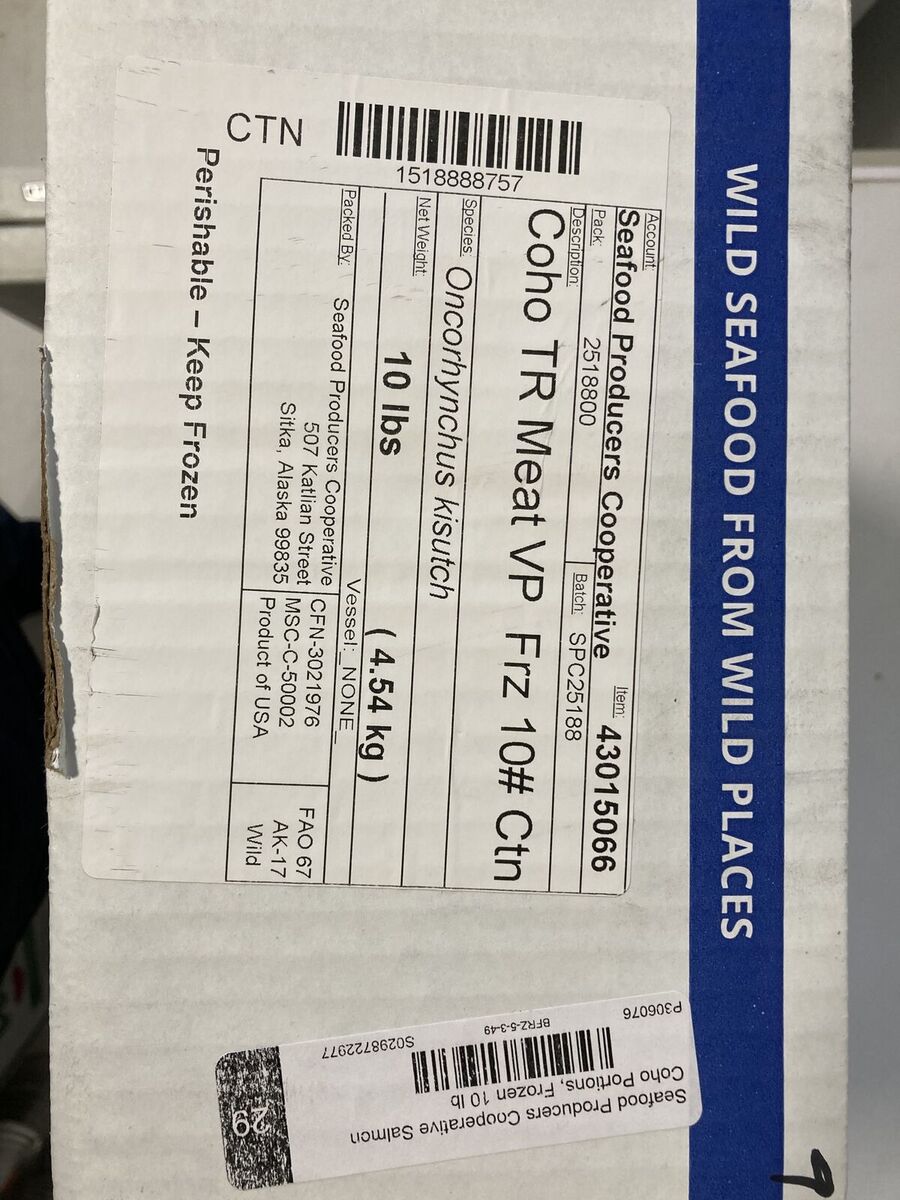 WILD SEAFOOD FROM WILD PLACES
Account:
Seafood Producers Cooperative
Item: 43015066
Pack: 2518800
Batch: SPC25188
Description:
Coho TR Meat VP Frz 10# Ctn
Species: Oncorhynchus kisutch
Net Weight: 10 lbs ( 4.54 kg )
Packed By: Seafood Producers Cooperative
507 Katlian Street
Sitka, Alaska 99835
Vessel:_NONE_
CFN-3021976
MSC-C-50002
Product of USA
FAO 67
AK-17
Wild
1518888757
CTN
Perishable – Keep Frozen
Seafood Producers Cooperative Salmon
Coho Portions, Frozen 10 lb
P306076
BFRZ-5-3-49
S0298722977
29
9